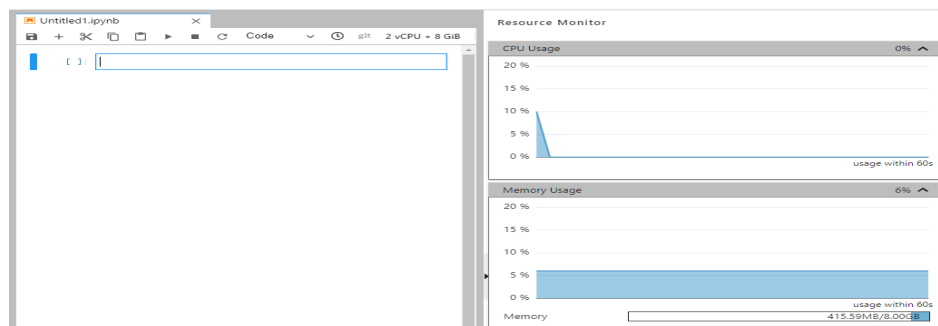 Untitled1.ipynb
Code
git
2 vCPU + 8 GiB
[ ]:
Resource Monitor
CPU Usage
0%
20 %
15 %
10 %
5 %
0 %
usage within 60s
Memory Usage
6%
20 %
15 %
10 %
5 %
0 %
usage within 60s
Memory
415.59MB/8.00GB